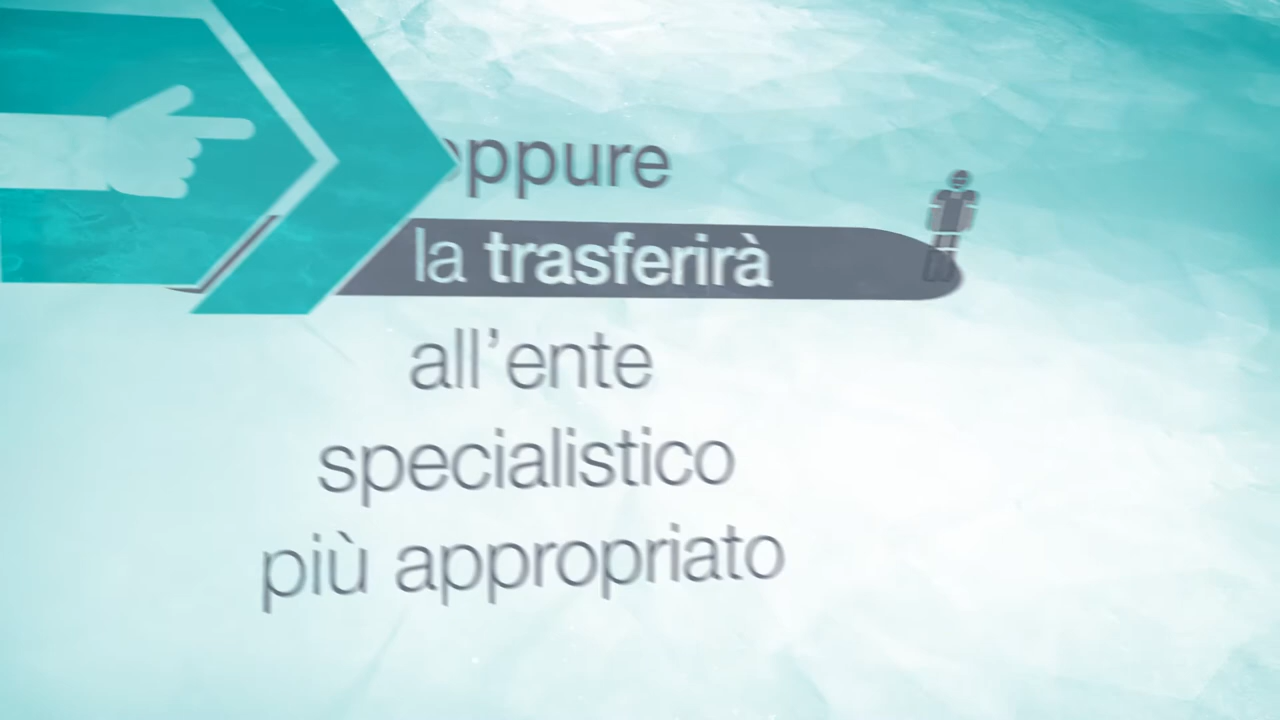 oppure
la trasferirà
all'ente
specialistico
più appropriato